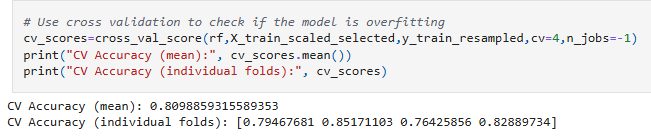 # Use cross validation to check if the model is overfitting
cv_scores=cross_val_score(rf,X_train_scaled_selected,y_train_resampled,cv=4,n_jobs=-1)
print("CV Accuracy (mean):", cv_scores.mean())
print("CV Accuracy (individual folds):", cv_scores)
CV Accuracy (mean): 0.8098859315589353
CV Accuracy (individual folds): [0.79467681 0.85171103 0.76425856 0.82889734]